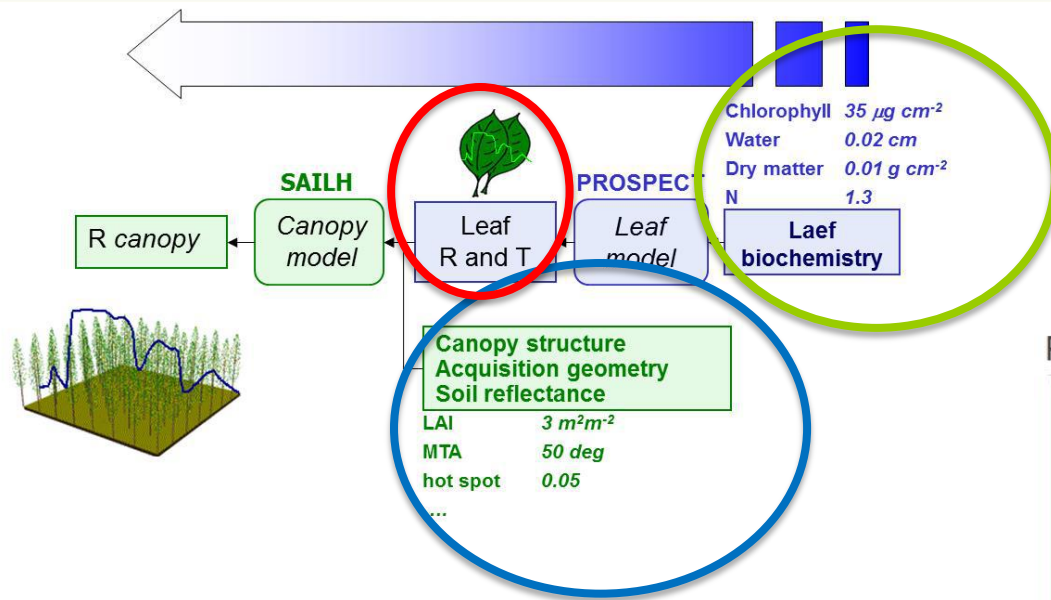 Chlorophyll 35 µg cm⁻²
Water 0.02 cm
Dry matter 0.01 g cm⁻²
N 1.3
SAILH
PROSPECT
R canopy
Canopy
model
Leaf
R and T
Leaf
model
Laef
biochemistry
Canopy structure
Acquisition geometry
Soil reflectance
LAI 3 m²m⁻²
MTA 50 deg
hot spot 0.05
...